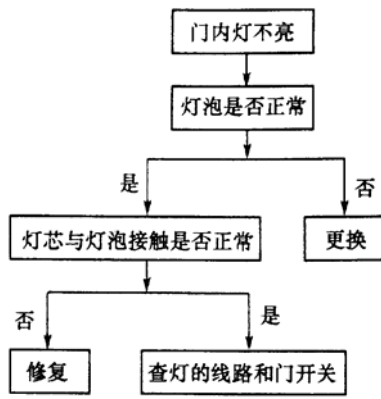 门内灯不亮
灯泡是否正常
是
否
灯芯与灯泡接触是否正常
更换
否
是
修复
查灯的线路和门开关